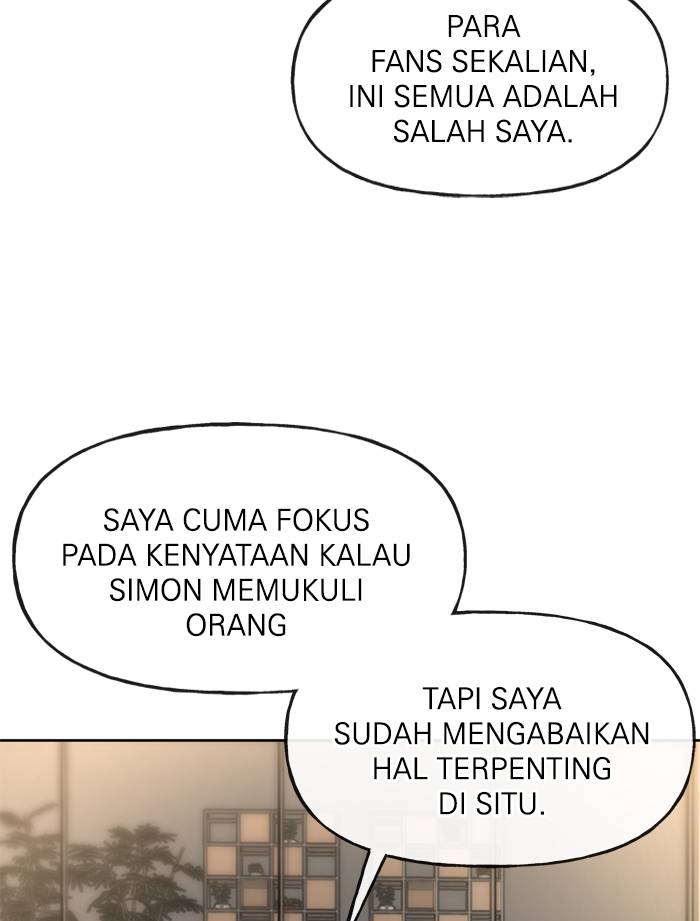 PARA
FANS SEKALIAN,
INI SEMUA ADALAH
SALAH SAYA.
SAYA CUMA FOKUS
PADA KENYATAAN KALAU
SIMON MEMUKULI
ORANG
TAPI SAYA
SUDAH MENGABAIKAN
HAL TERPENTING
DI SITU.